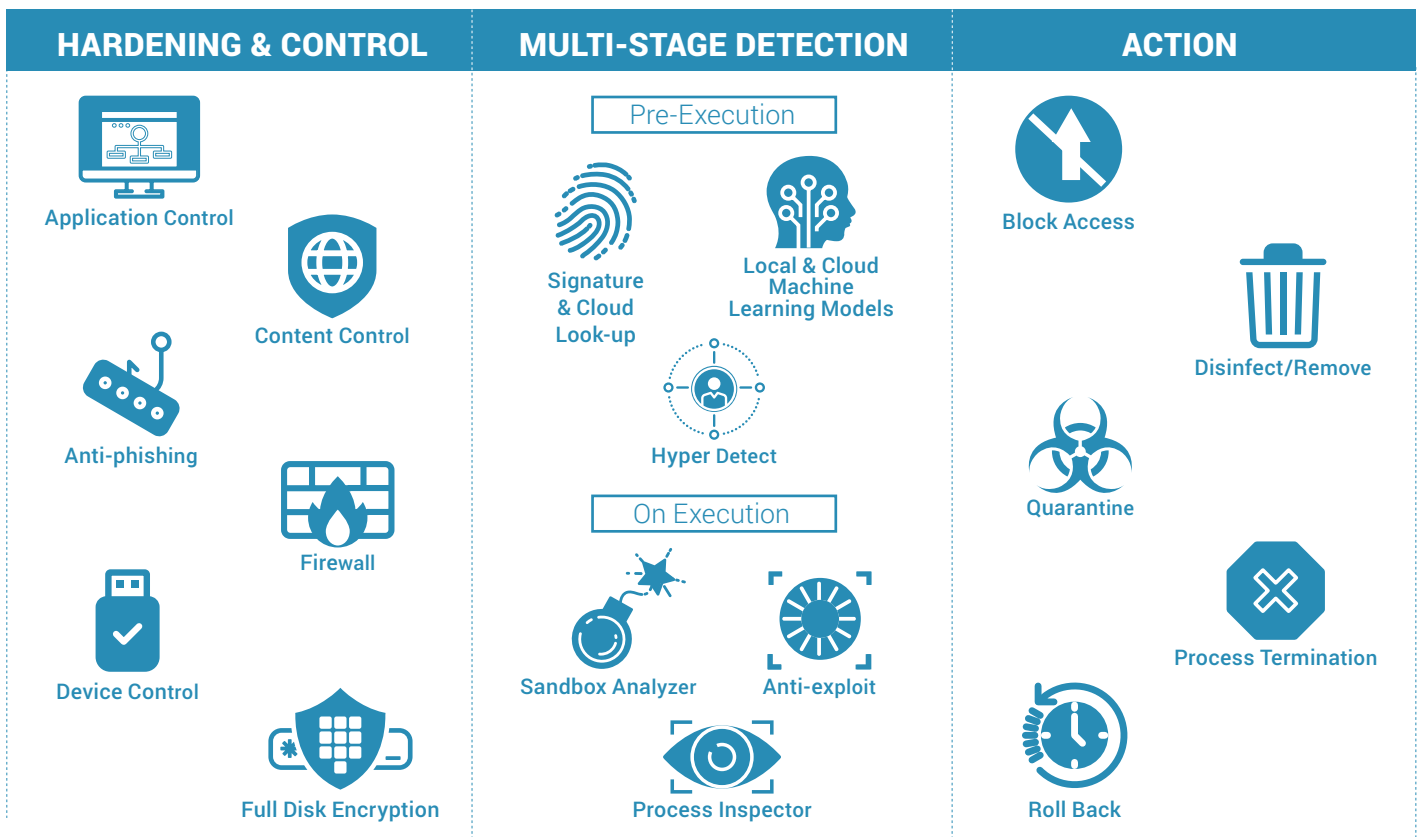 HARDENING & CONTROL
Application Control
Content Control
Anti-phishing
Firewall
Device Control
Full Disk Encryption
MULTI-STAGE DETECTION
Pre-Execution
Signature
& Cloud
Look-up
Local & Cloud
Machine
Learning Models
Hyper Detect
On Execution
Sandbox Analyzer
Anti-exploit
Process Inspector
ACTION
Block Access
Disinfect/Remove
Quarantine
Process Termination
Roll Back